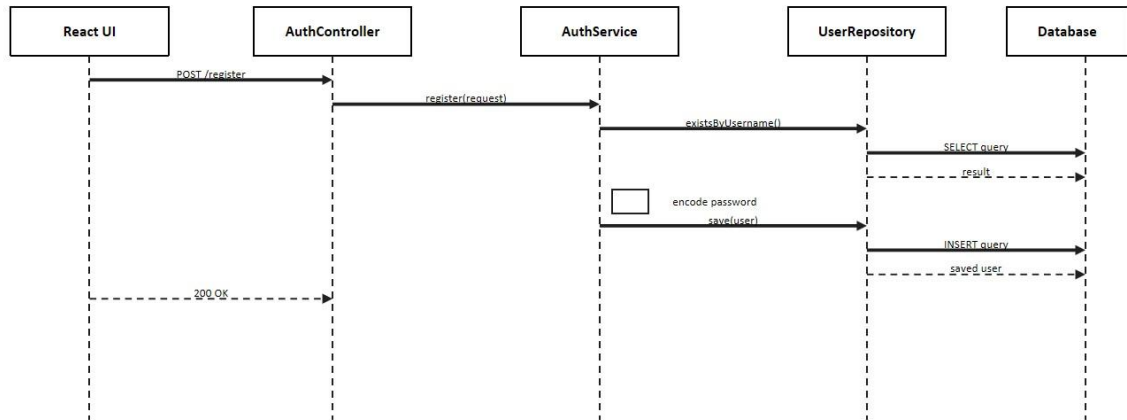 React UI
AuthController
AuthService
UserRepository
Database
POST /register
register(request)
existsByUsername()
SELECT query
result
encode password
save(user)
INSERT query
saved user
200 OK